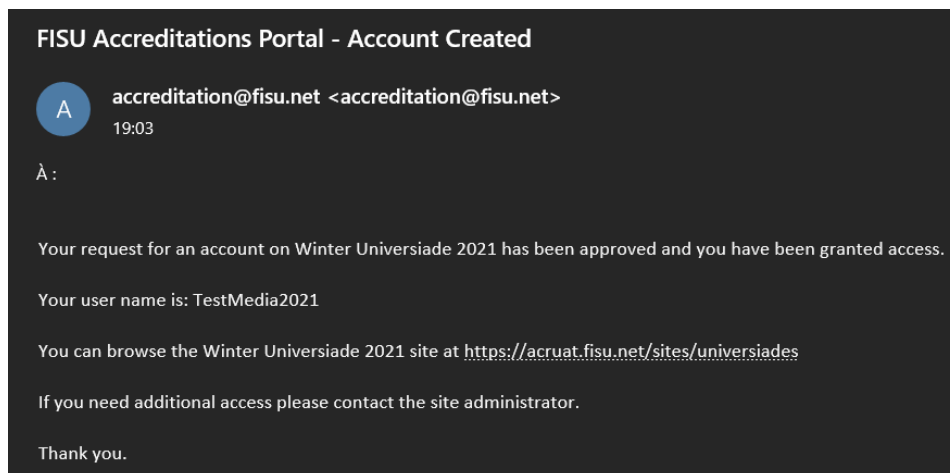 FISU Accreditations Portal - Account Created
A
accreditation@fisu.net <accreditation@fisu.net>
19:03
À :
Your request for an account on Winter Universiade 2021 has been approved and you have been granted access.
Your user name is: TestMedia2021
You can browse the Winter Universiade 2021 site at https://acruat.fisu.net/sites/universiades
If you need additional access please contact the site administrator.
Thank you.